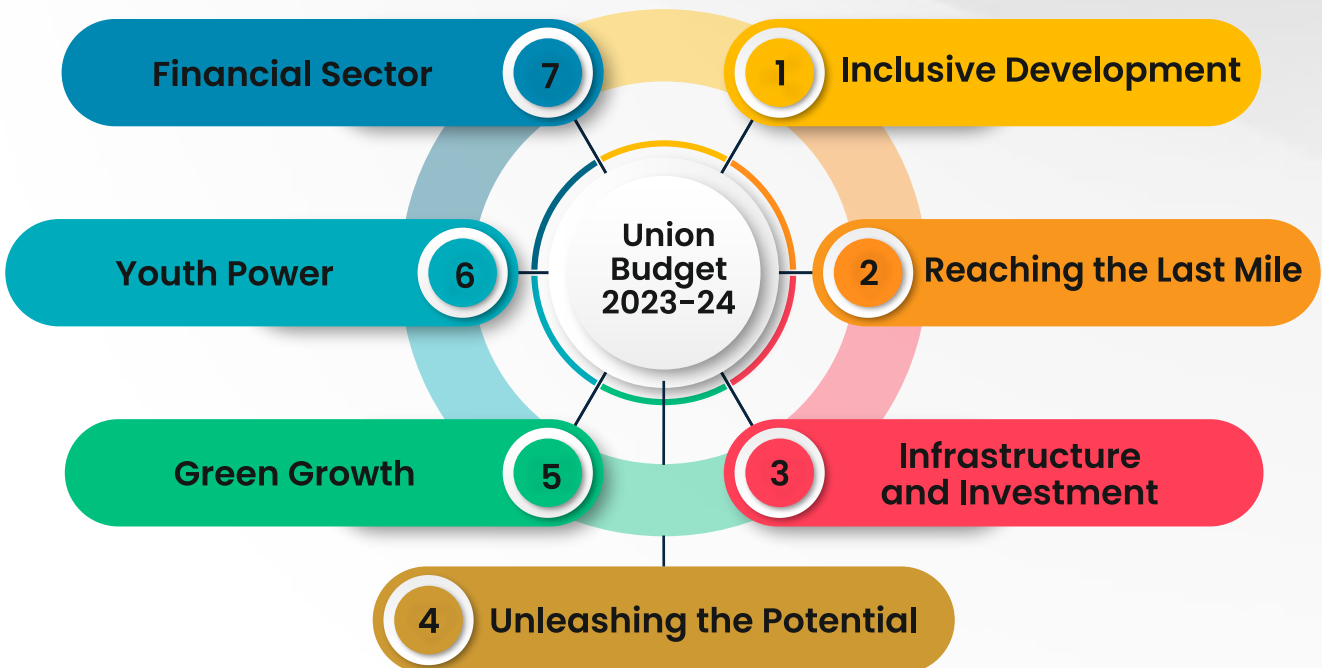 Union
Budget
2023-24
1
Inclusive Development
2
Reaching the Last Mile
3
Infrastructure
and Investment
4
Unleashing the Potential
5
Green Growth
6
Youth Power
7
Financial Sector